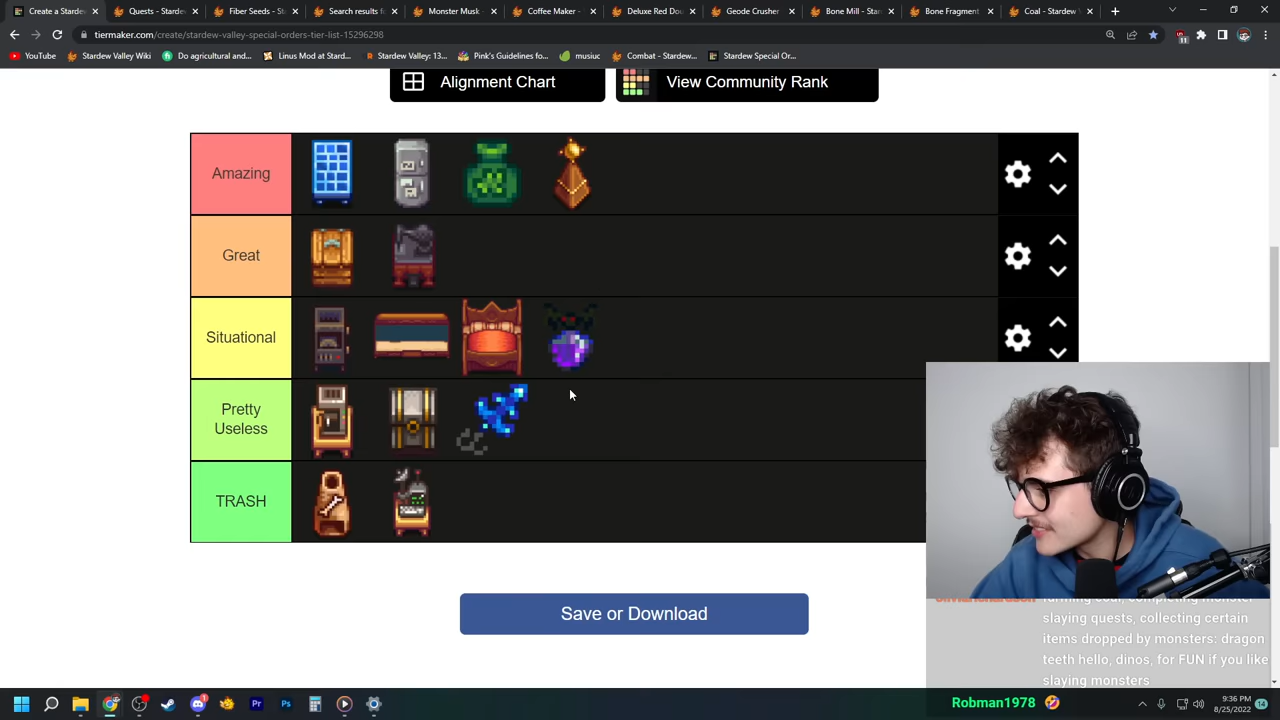 Create a Stardew
Quests - Stardew
Fiber Seeds - Sta
Search results f
Monster Musk -
Coffee Maker -
Deluxe Red Dou
Geode Crusher
Bone Mill - Star
Bone Fragment
Coal - Stardew V
tiermaker.com/create/stardew-valley-special-orders-tier-list-15296298
YouTube
Stardew Valley Wiki
Do agricultural and...
Linus Mod at Stard...
Stardew Valley: 13...
Pink's Guidelines fo...
musiuc
Combat - Stardew...
Stardew Special Or...
Alignment Chart
View Community Rank
Amazing
Great
Situational
Pretty
Useless
TRASH
Save or Download
farming coal, completing monster
slaying quests, collecting certain
items dropped by monsters: dragon
teeth hello, dinos, for FUN if you like
slaying monsters
Robman1978
9:36 PM
8/25/2022
14